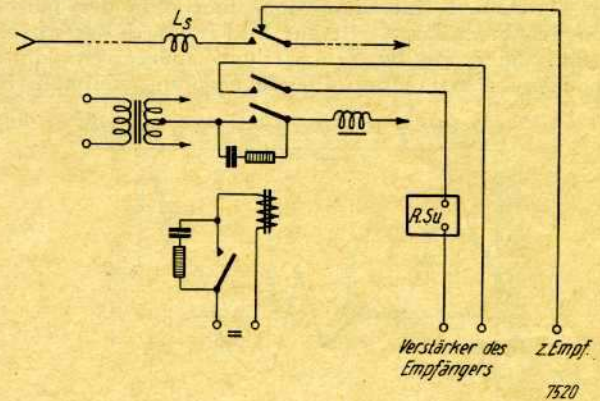 Ls
R.Su
=
Verstärker des
Empfängers
z.Empf.
7520